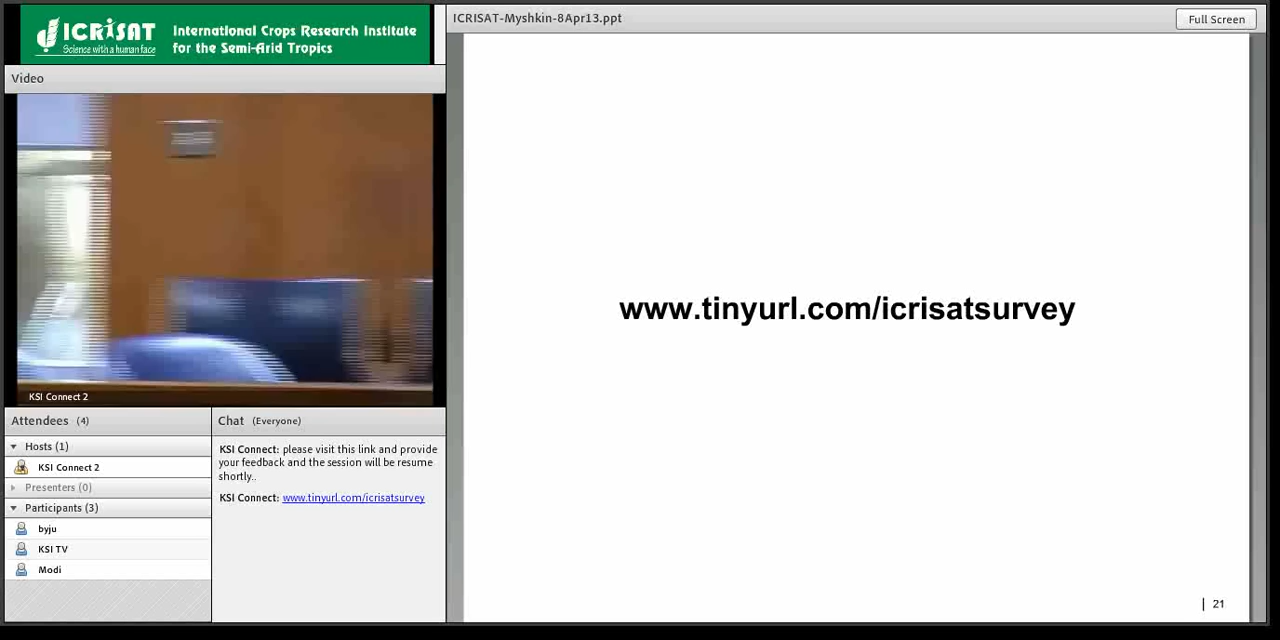 ICRISAT
Science with a human face
International Crops Research Institute
for the Semi-Arid Tropics
Video
KSI Connect 2
Attendees (4)
Hosts (1)
KSI Connect 2
Presenters (0)
Participants (3)
byju
KSI TV
Modi
Chat (Everyone)
KSI Connect: please visit this link and provide
your feedback and the session will be resume
shortly..
KSI Connect: www.tinyurl.com/icrisatsurvey
ICRISAT-Myshkin-8Apr13.ppt
Full Screen
www.tinyurl.com/icrisatsurvey
| 21